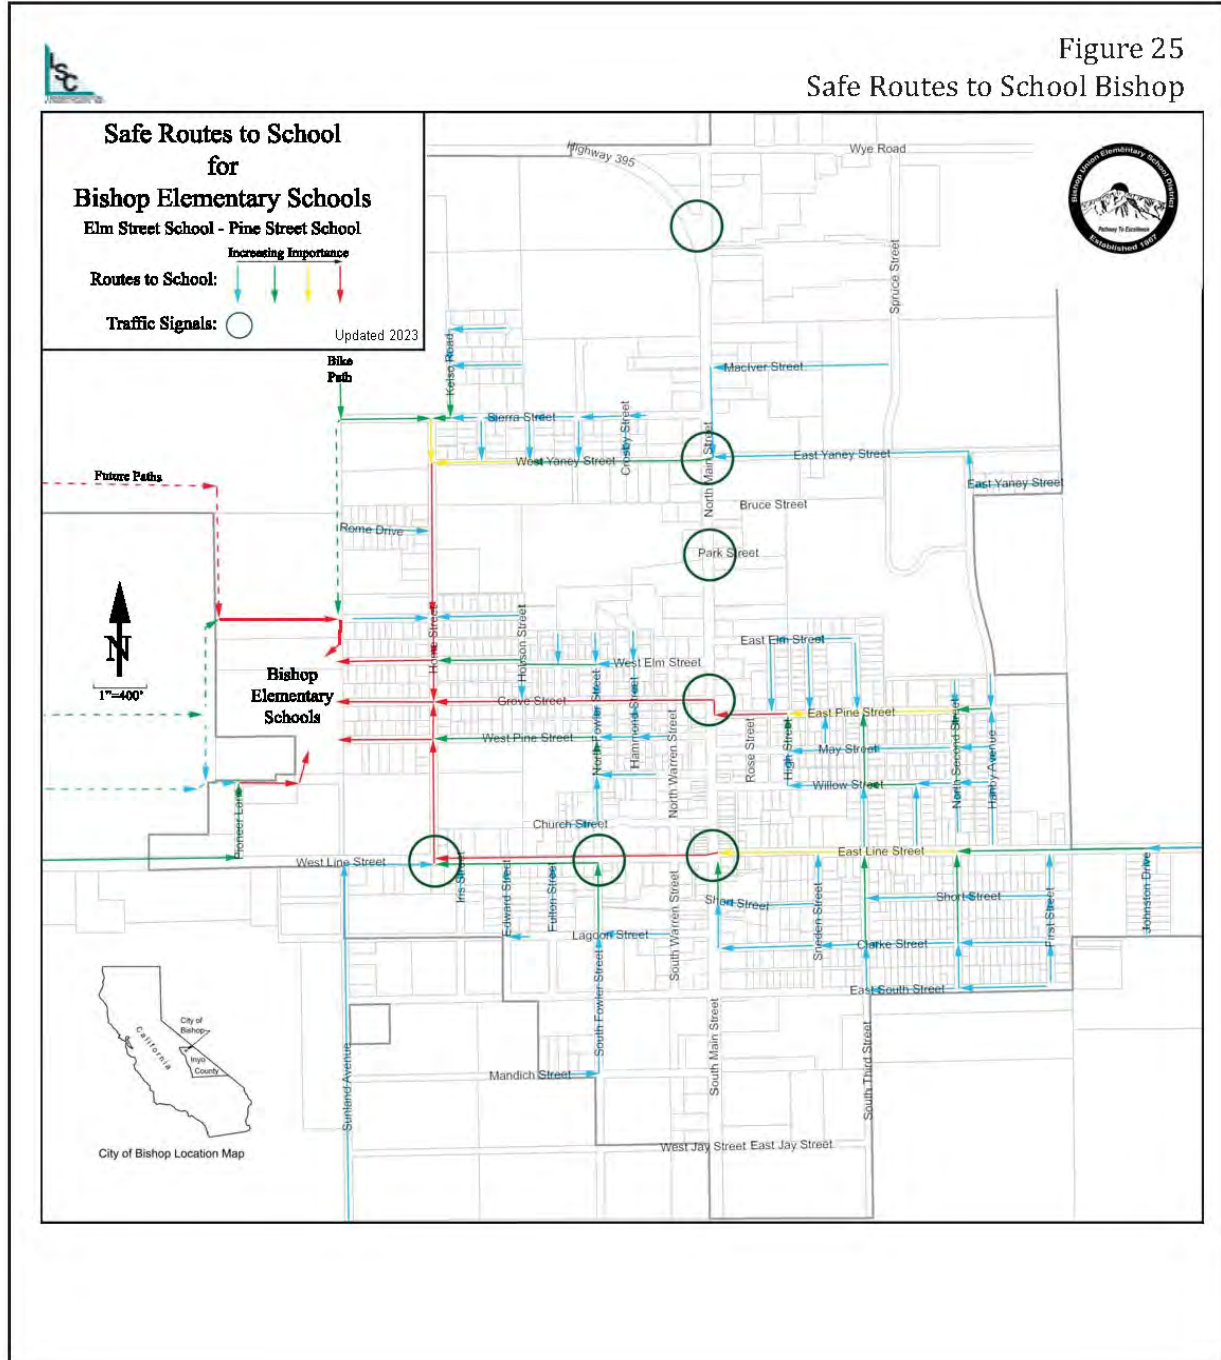 Figure 25
Safe Routes to School Bishop
LSC
Safe Routes to School
for
Bishop Elementary Schools
Elm Street School - Pine Street School
Increasing Importance
Routes to School:
Traffic Signals:
Updated 2023
Bishop Union Elementary School District
Pathway To Excellence
Established 1867
Highway 395
Wye Road
Spruce Street
Kelso Road
MacIver Street
Bike
Path
Sierra Street
Crosby Street
North Main Street
West Yaney Street
East Yaney Street
East Yaney Street
Future Paths
Bruce Street
Rome Drive
Park Street
N
1"=400'
Home Street
Hobson Street
East Elm Street
West Elm Street
Bishop
Elementary
Schools
Grove Street
North Fowler Street
Hammond Street
North Warren Street
East Pine Street
West Pine Street
Rose Street
High Street
May Street
Willow Street
North Second Street
Hanby Avenue
Pioneer Lane
Church Street
West Line Street
East Line Street
Iris Street
Edward Street
Fulton Street
South Warren Street
Short Street
Sneden Street
Short Street
First Street
Johnston Drive
Lagoon Street
Clarke Street
South Fowler Street
East South Street
South Main Street
South Third Street
Sunland Avenue
Mandich Street
West Jay Street
East Jay Street
City of
Bishop
California
Inyo
County
City of Bishop Location Map